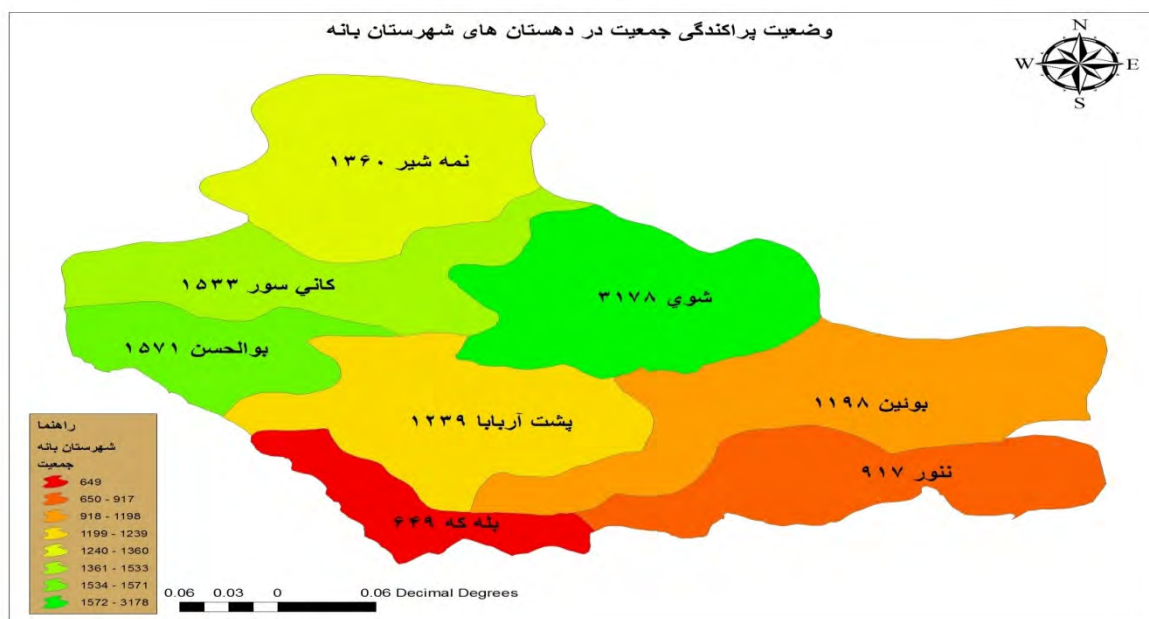 وضعیت پراکندگی جمعیت در دهستان های شهرستان بانه
N
W E
S
نمه شیر ۱۳۶۰
کاني سور ۱۵۳۳
شوي ۳۱۷۸
بوالحسن ۱۵۷۱
پشت آربابا ۱۲۳۹
بوئین ۱۱۹۸
ننور ۹۱۷
بله که ۶۴۹
راهنما
شهرستان بانه
جمعیت
649
650 - 917
918 - 1198
1199 - 1239
1240 - 1360
1361 - 1533
1534 - 1571
1572 - 3178
0.06 0.03 0 0.06 Decimal Degrees